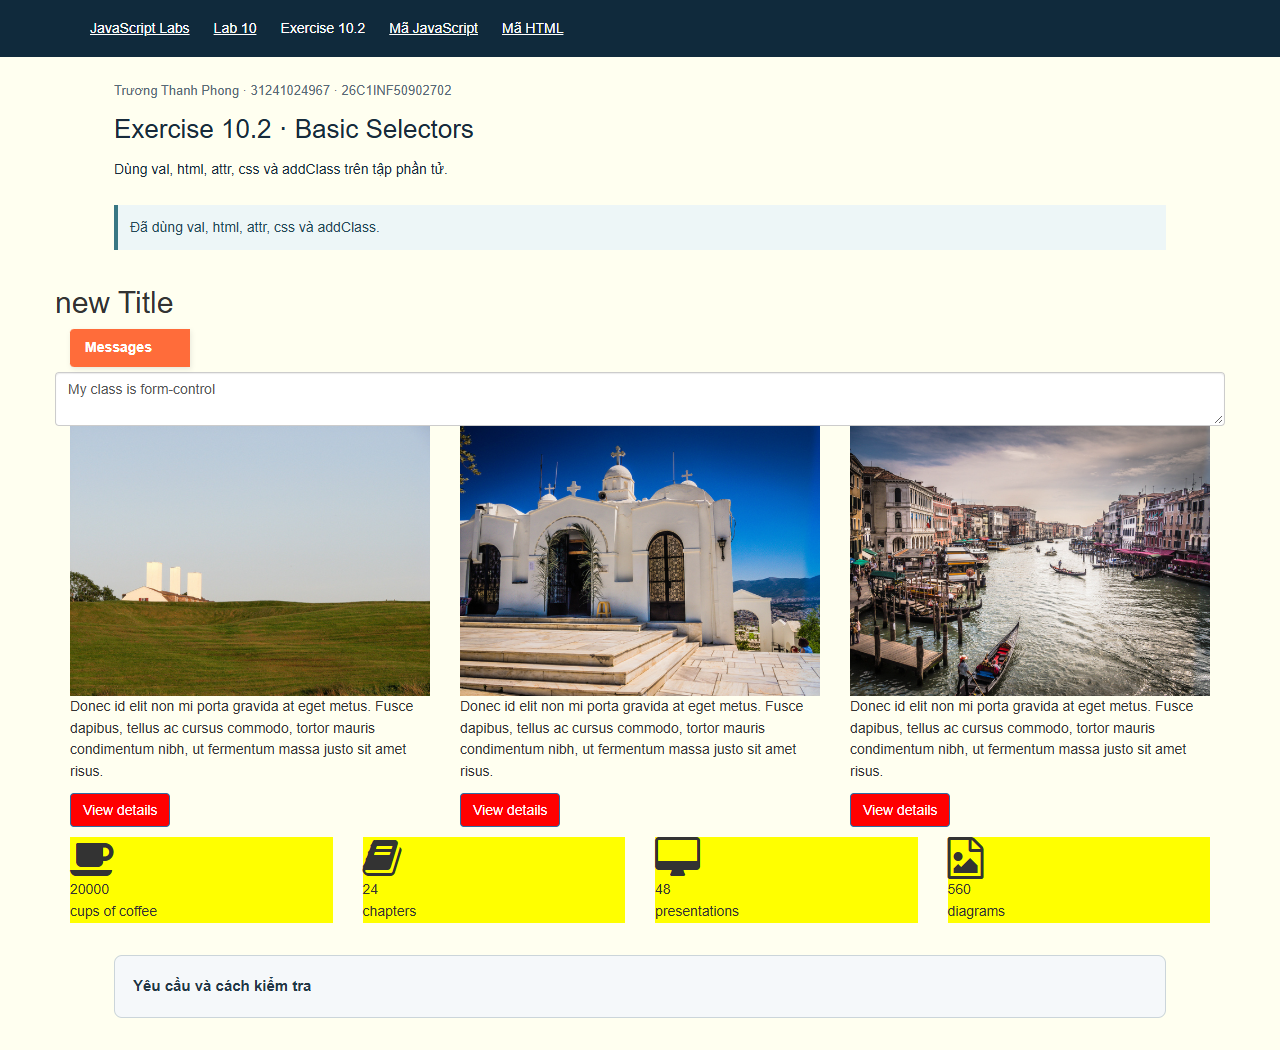 JavaScript Labs
Lab 10
Exercise 10.2
Mã JavaScript
Mã HTML
Trương Thanh Phong · 31241024967 · 26C1INF50902702
Exercise 10.2 · Basic Selectors
Dùng val, html, attr, css và addClass trên tập phần tử.
Đã dùng val, html, attr, css và addClass.
new Title
Messages
My class is form-control
Donec id elit non mi porta gravida at eget metus. Fusce
dapibus, tellus ac cursus commodo, tortor mauris
condimentum nibh, ut fermentum massa justo sit amet
risus.
View details
Donec id elit non mi porta gravida at eget metus. Fusce
dapibus, tellus ac cursus commodo, tortor mauris
condimentum nibh, ut fermentum massa justo sit amet
risus.
View details
Donec id elit non mi porta gravida at eget metus. Fusce
dapibus, tellus ac cursus commodo, tortor mauris
condimentum nibh, ut fermentum massa justo sit amet
risus.
View details
20000
cups of coffee
24
chapters
48
presentations
560
diagrams
Yêu cầu và cách kiểm tra